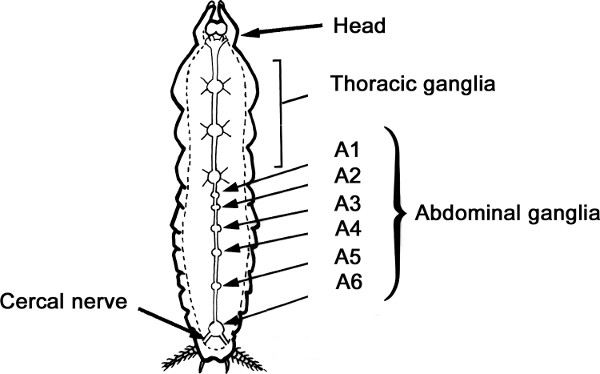 Head
Thoracic ganglia
A1
A2
A3
A4
A5
A6
Abdominal ganglia
Cercal nerve